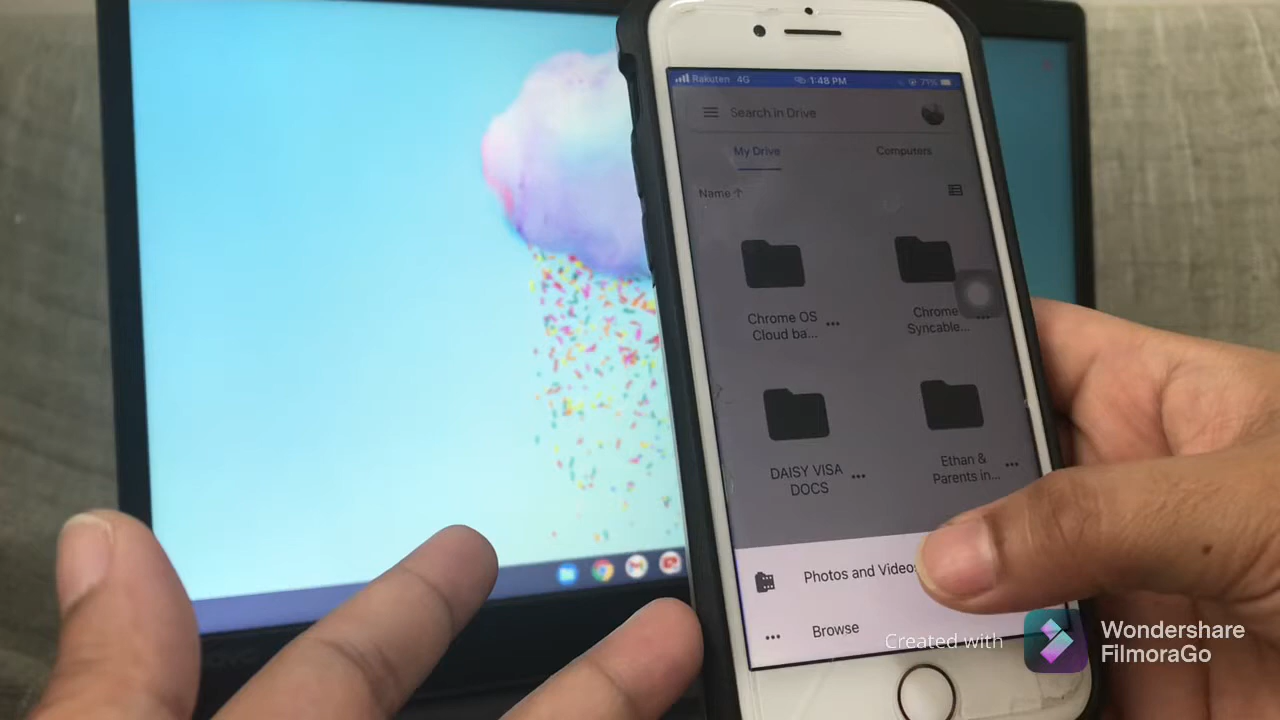 Rakuten 4G 1:48 PM 71%
Search in Drive
My Drive Computers
Name
Chrome OS
Cloud ba...
Chrome
Syncable...
DAISY VISA
DOCS
Ethan &
Parents in...
Photos and Videos
Browse
Created with
Wondershare
FilmoraGo